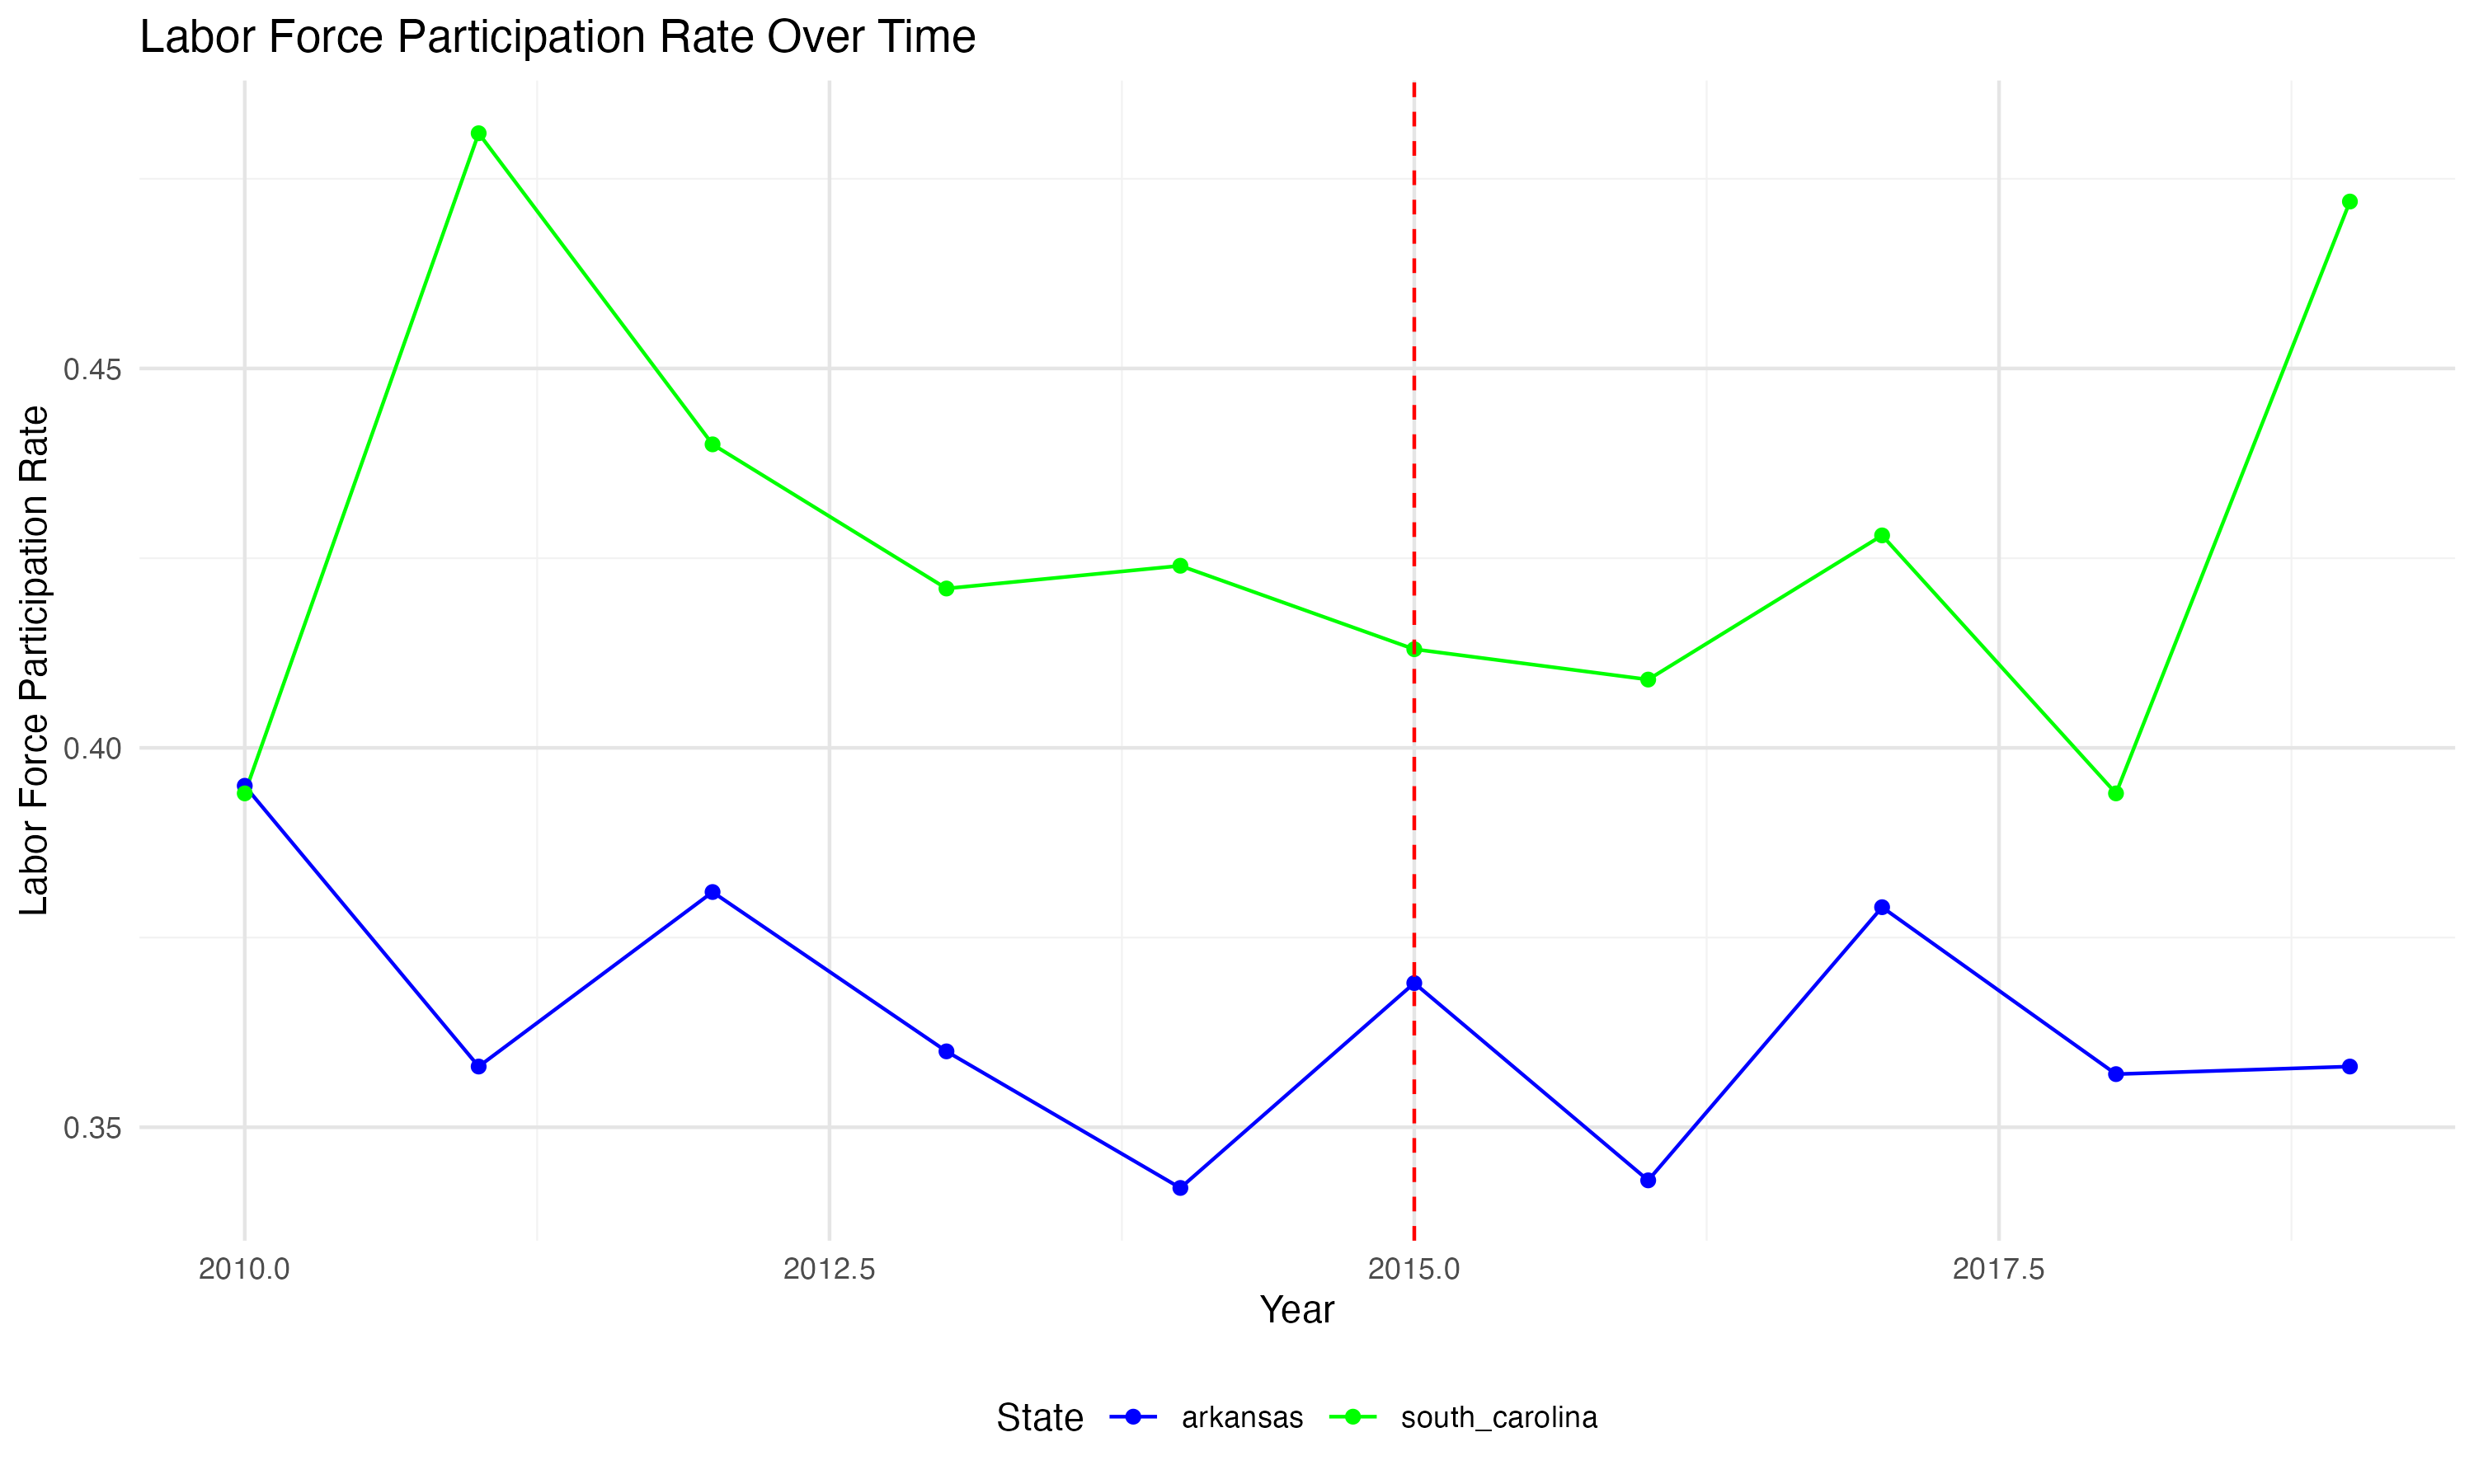 Labor Force Participation Rate Over Time
Labor Force Participation Rate
0.45
0.40
0.35
2010.0 2012.5 2015.0 2017.5
Year
State arkansas south_carolina